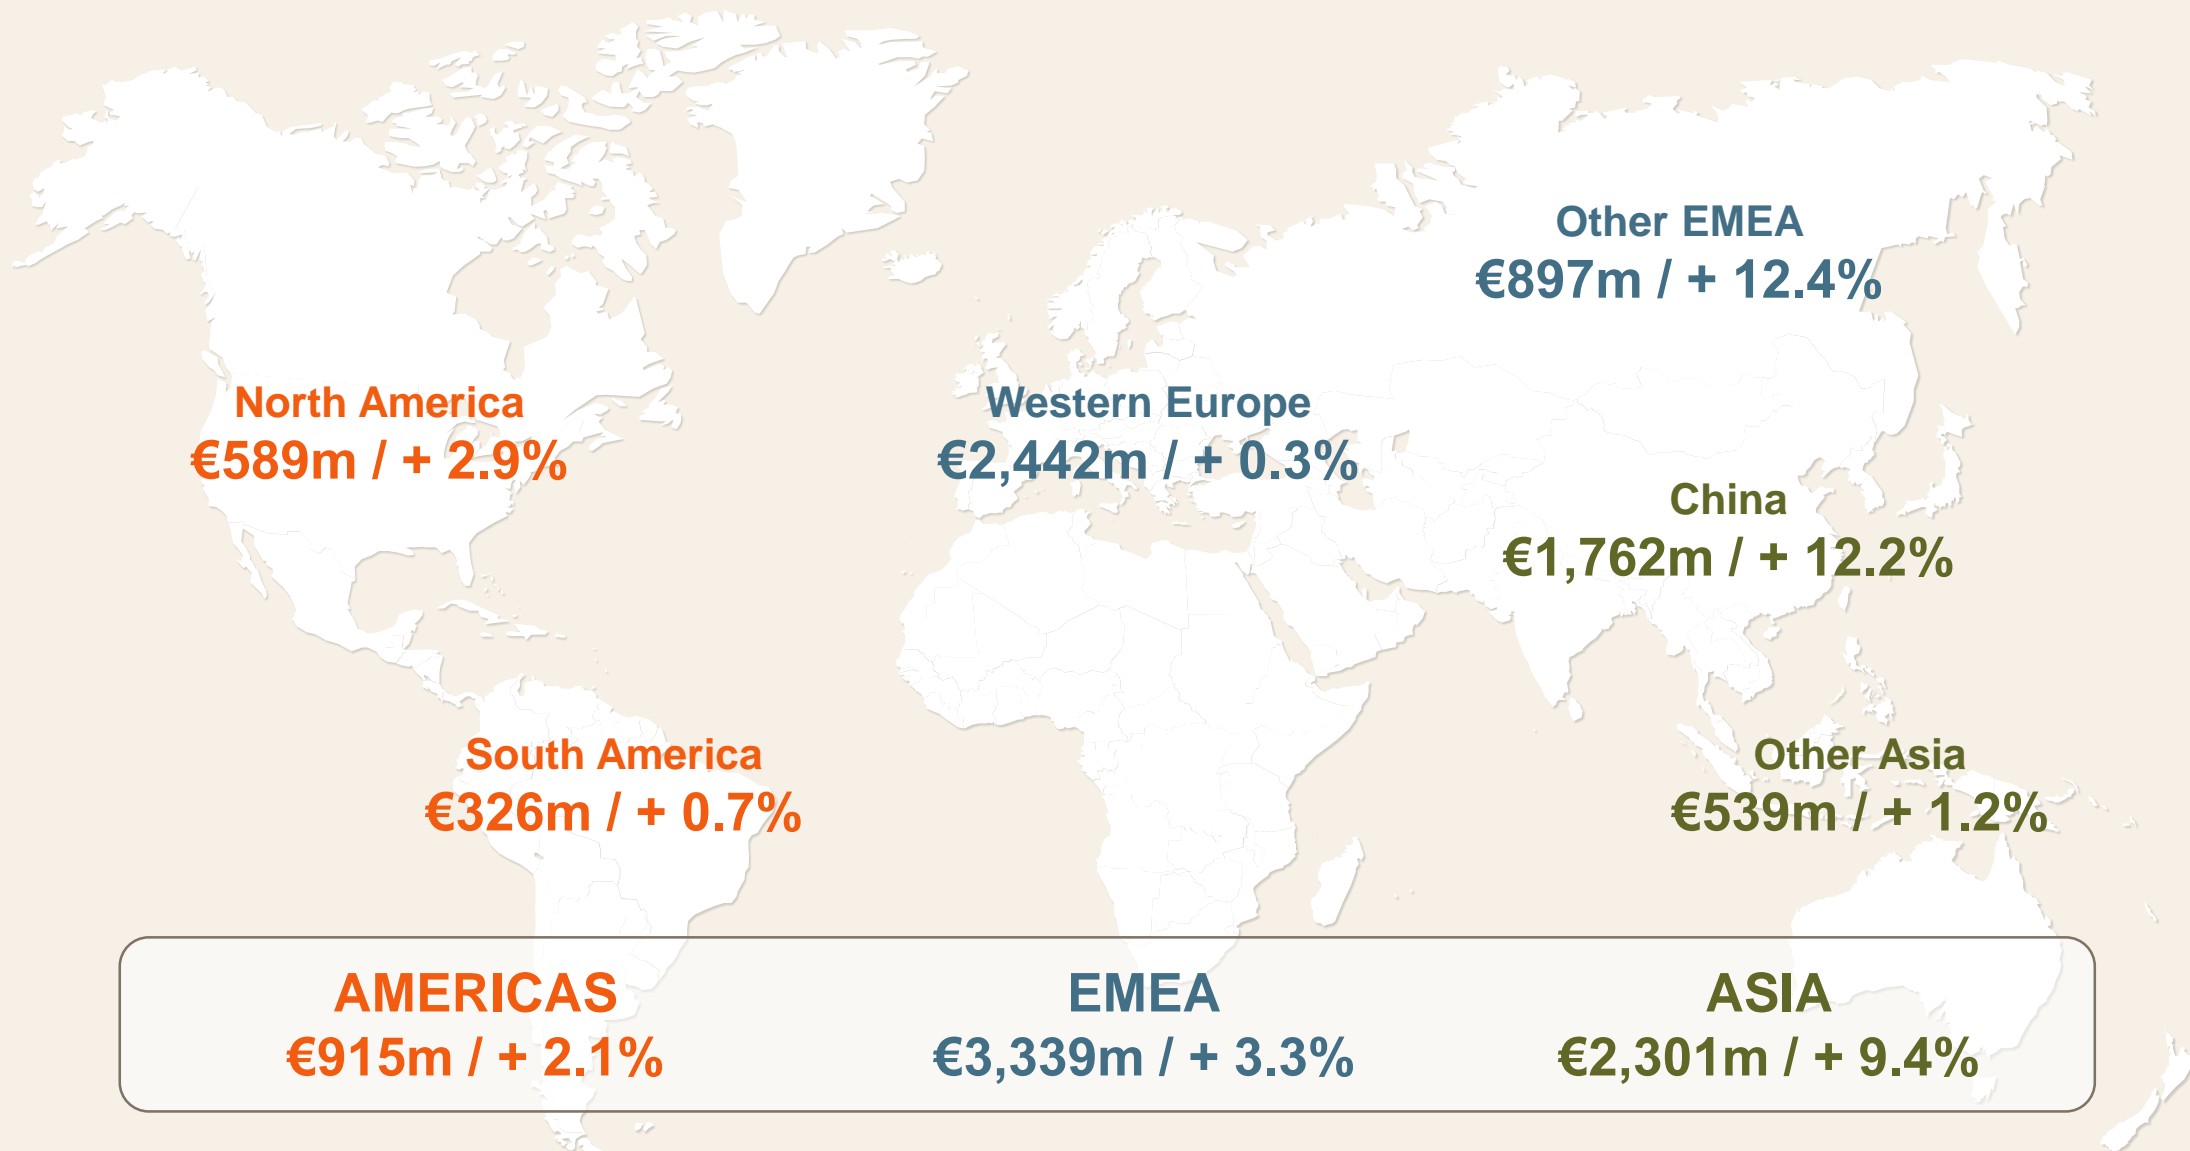 Other EMEA
€897m / + 12.4%
North America
€589m / + 2.9%
Western Europe
€2,442m / + 0.3%
China
€1,762m / + 12.2%
South America
€326m / + 0.7%
Other Asia
€539m / + 1.2%
AMERICAS
€915m / + 2.1%
EMEA
€3,339m / + 3.3%
ASIA
€2,301m / + 9.4%